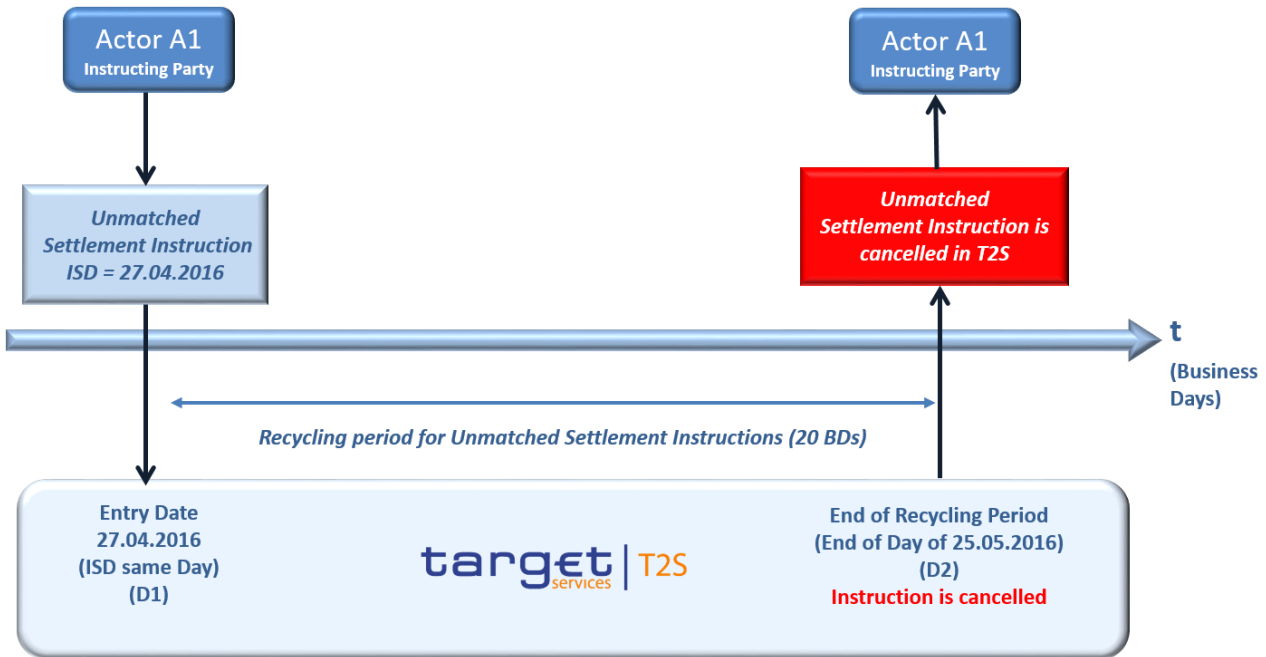 Actor A1
Instructing Party
Actor A1
Instructing Party
Unmatched
Settlement Instruction
ISD = 27.04.2016
Unmatched
Settlement Instruction is
cancelled in T2S
t
(Business
Days)
Recycling period for Unmatched Settlement Instructions (20 BDs)
Entry Date
27.04.2016
(ISD same Day)
(D1)
target | T2S
services
End of Recycling Period
(End of Day of 25.05.2016)
(D2)
Instruction is cancelled